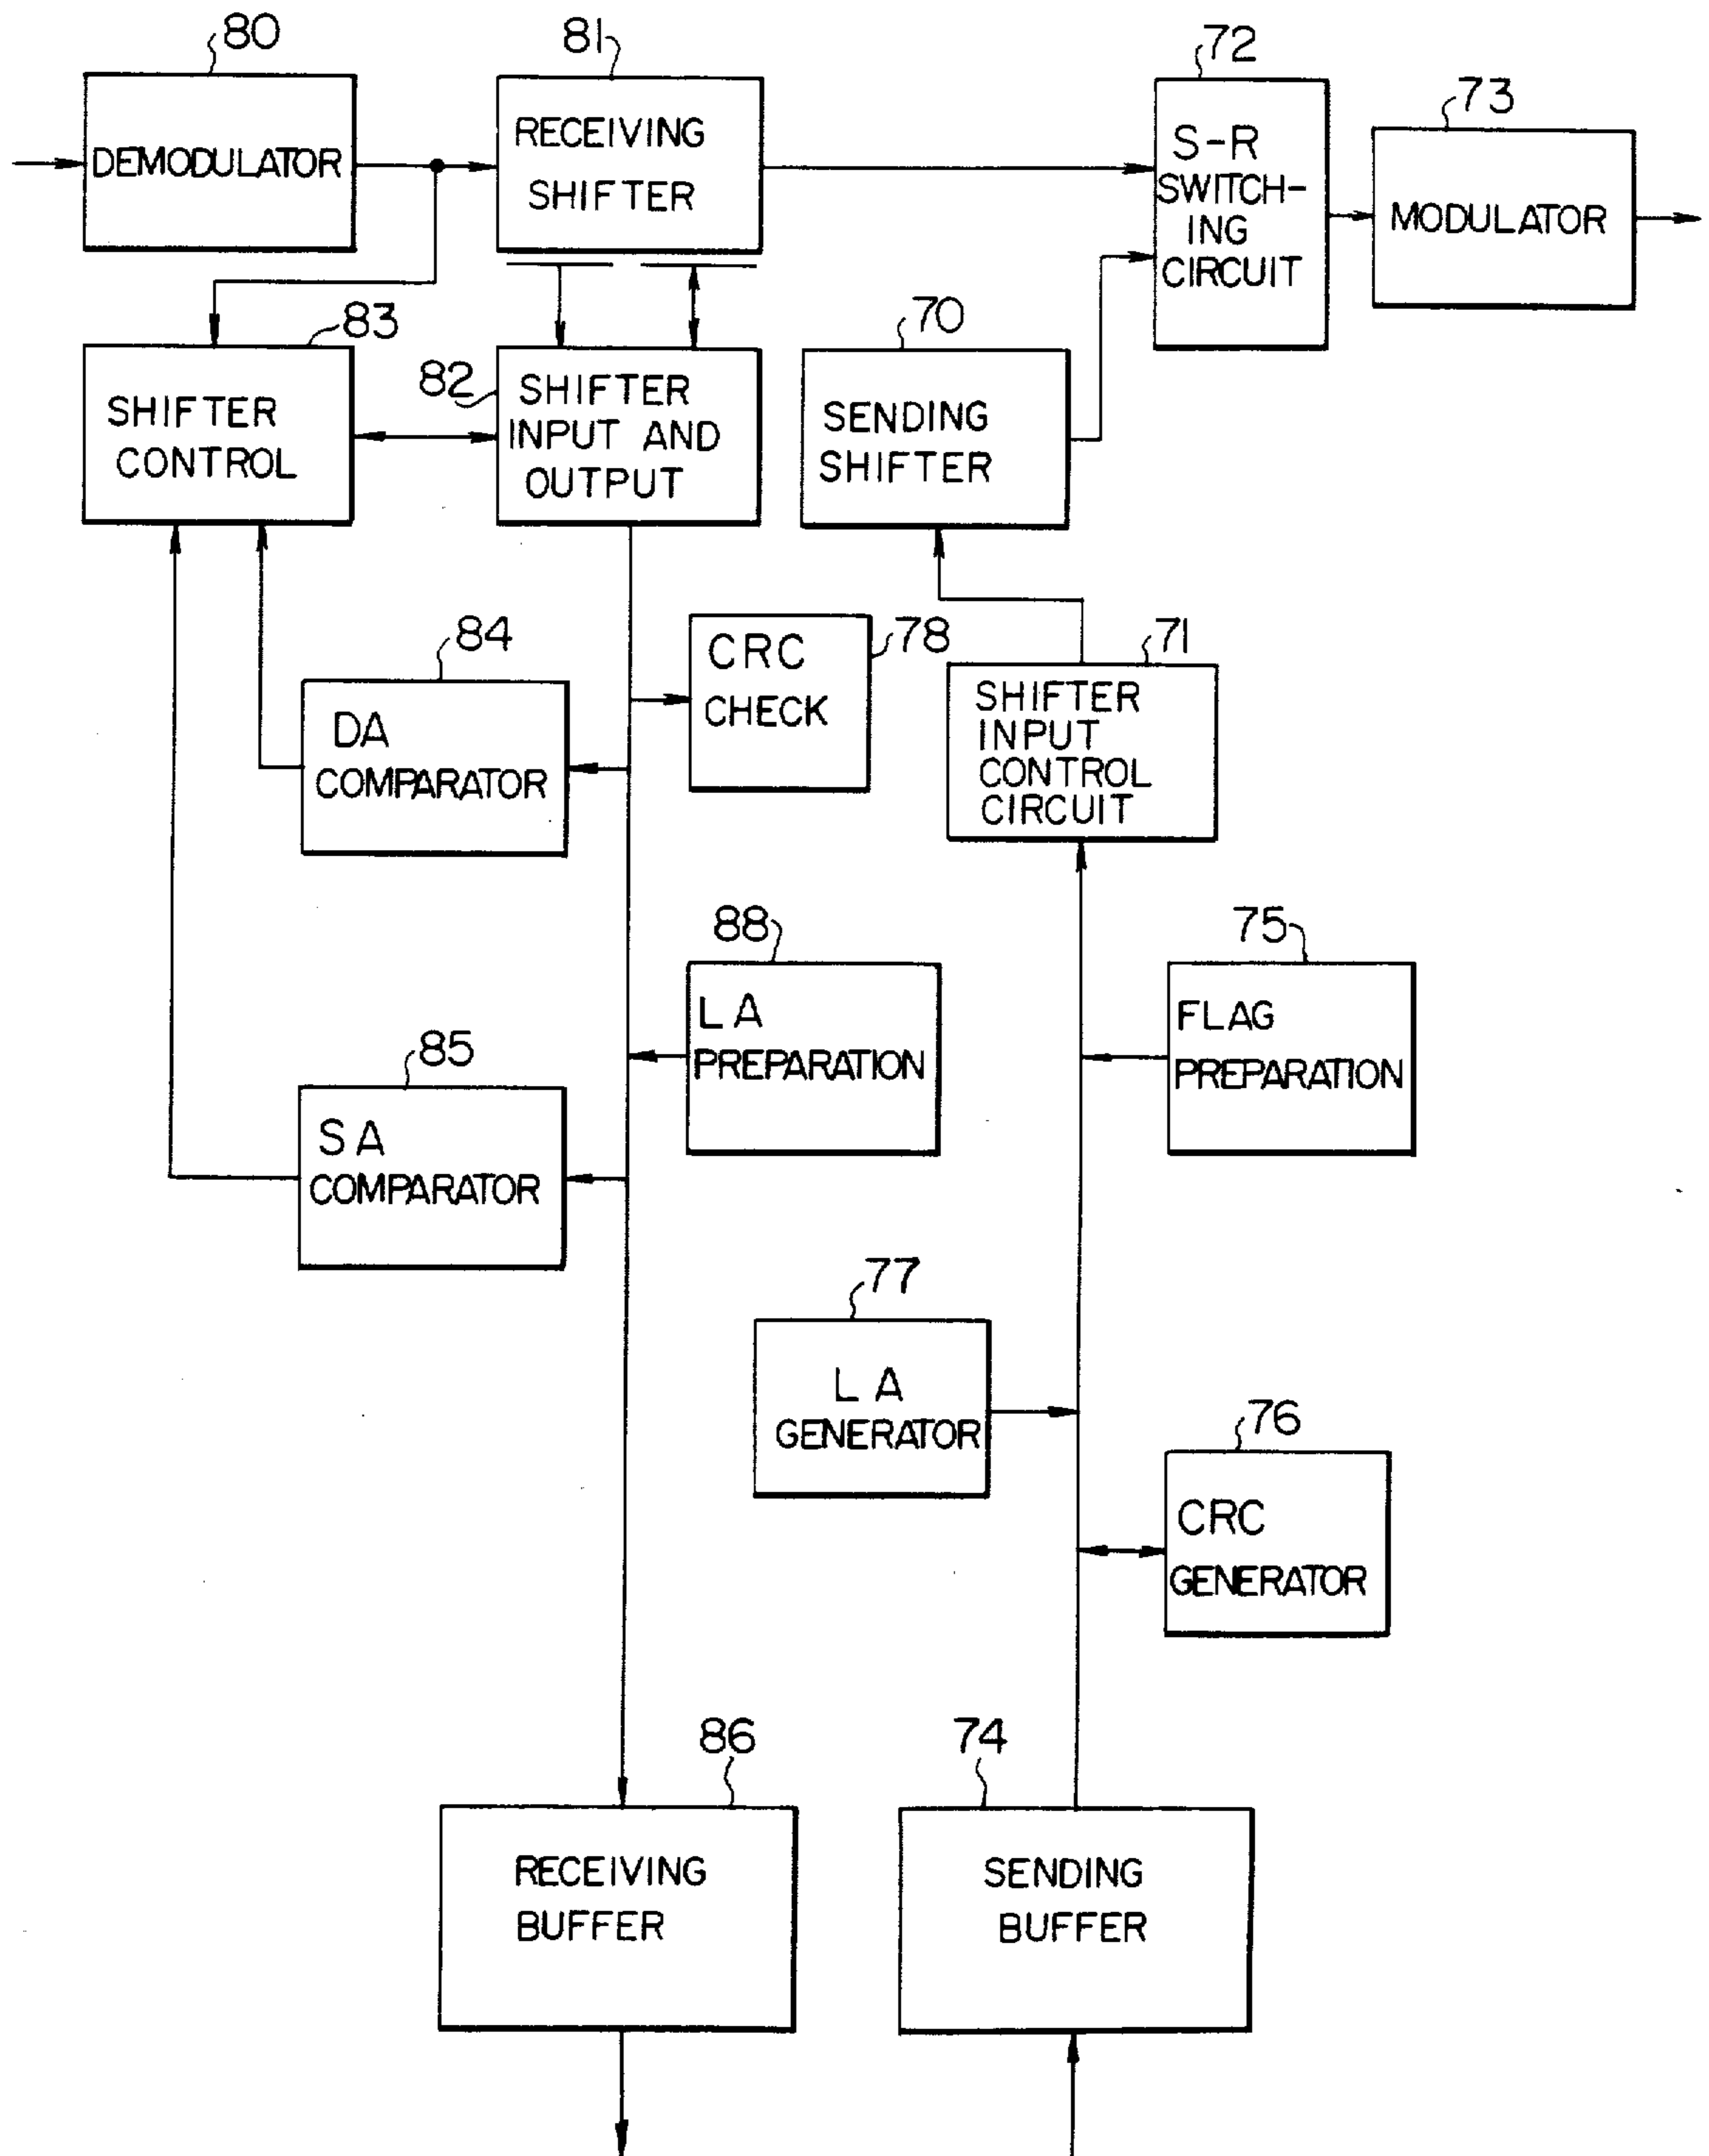 80
DEMODULATOR
81
RECEIVING
SHIFTER
72
S-R
SWITCH-
ING
CIRCUIT
73
MODULATOR
83
SHIFTER
CONTROL
82
SHIFTER
INPUT AND
OUTPUT
70
SENDING
SHIFTER
84
DA
COMPARATOR
78
CRC
CHECK
71
SHIFTER
INPUT
CONTROL
CIRCUIT
88
LA
PREPARATION
75
FLAG
PREPARATION
85
SA
COMPARATOR
77
LA
GENERATOR
76
CRC
GENERATOR
86
RECEIVING
BUFFER
74
SENDING
BUFFER